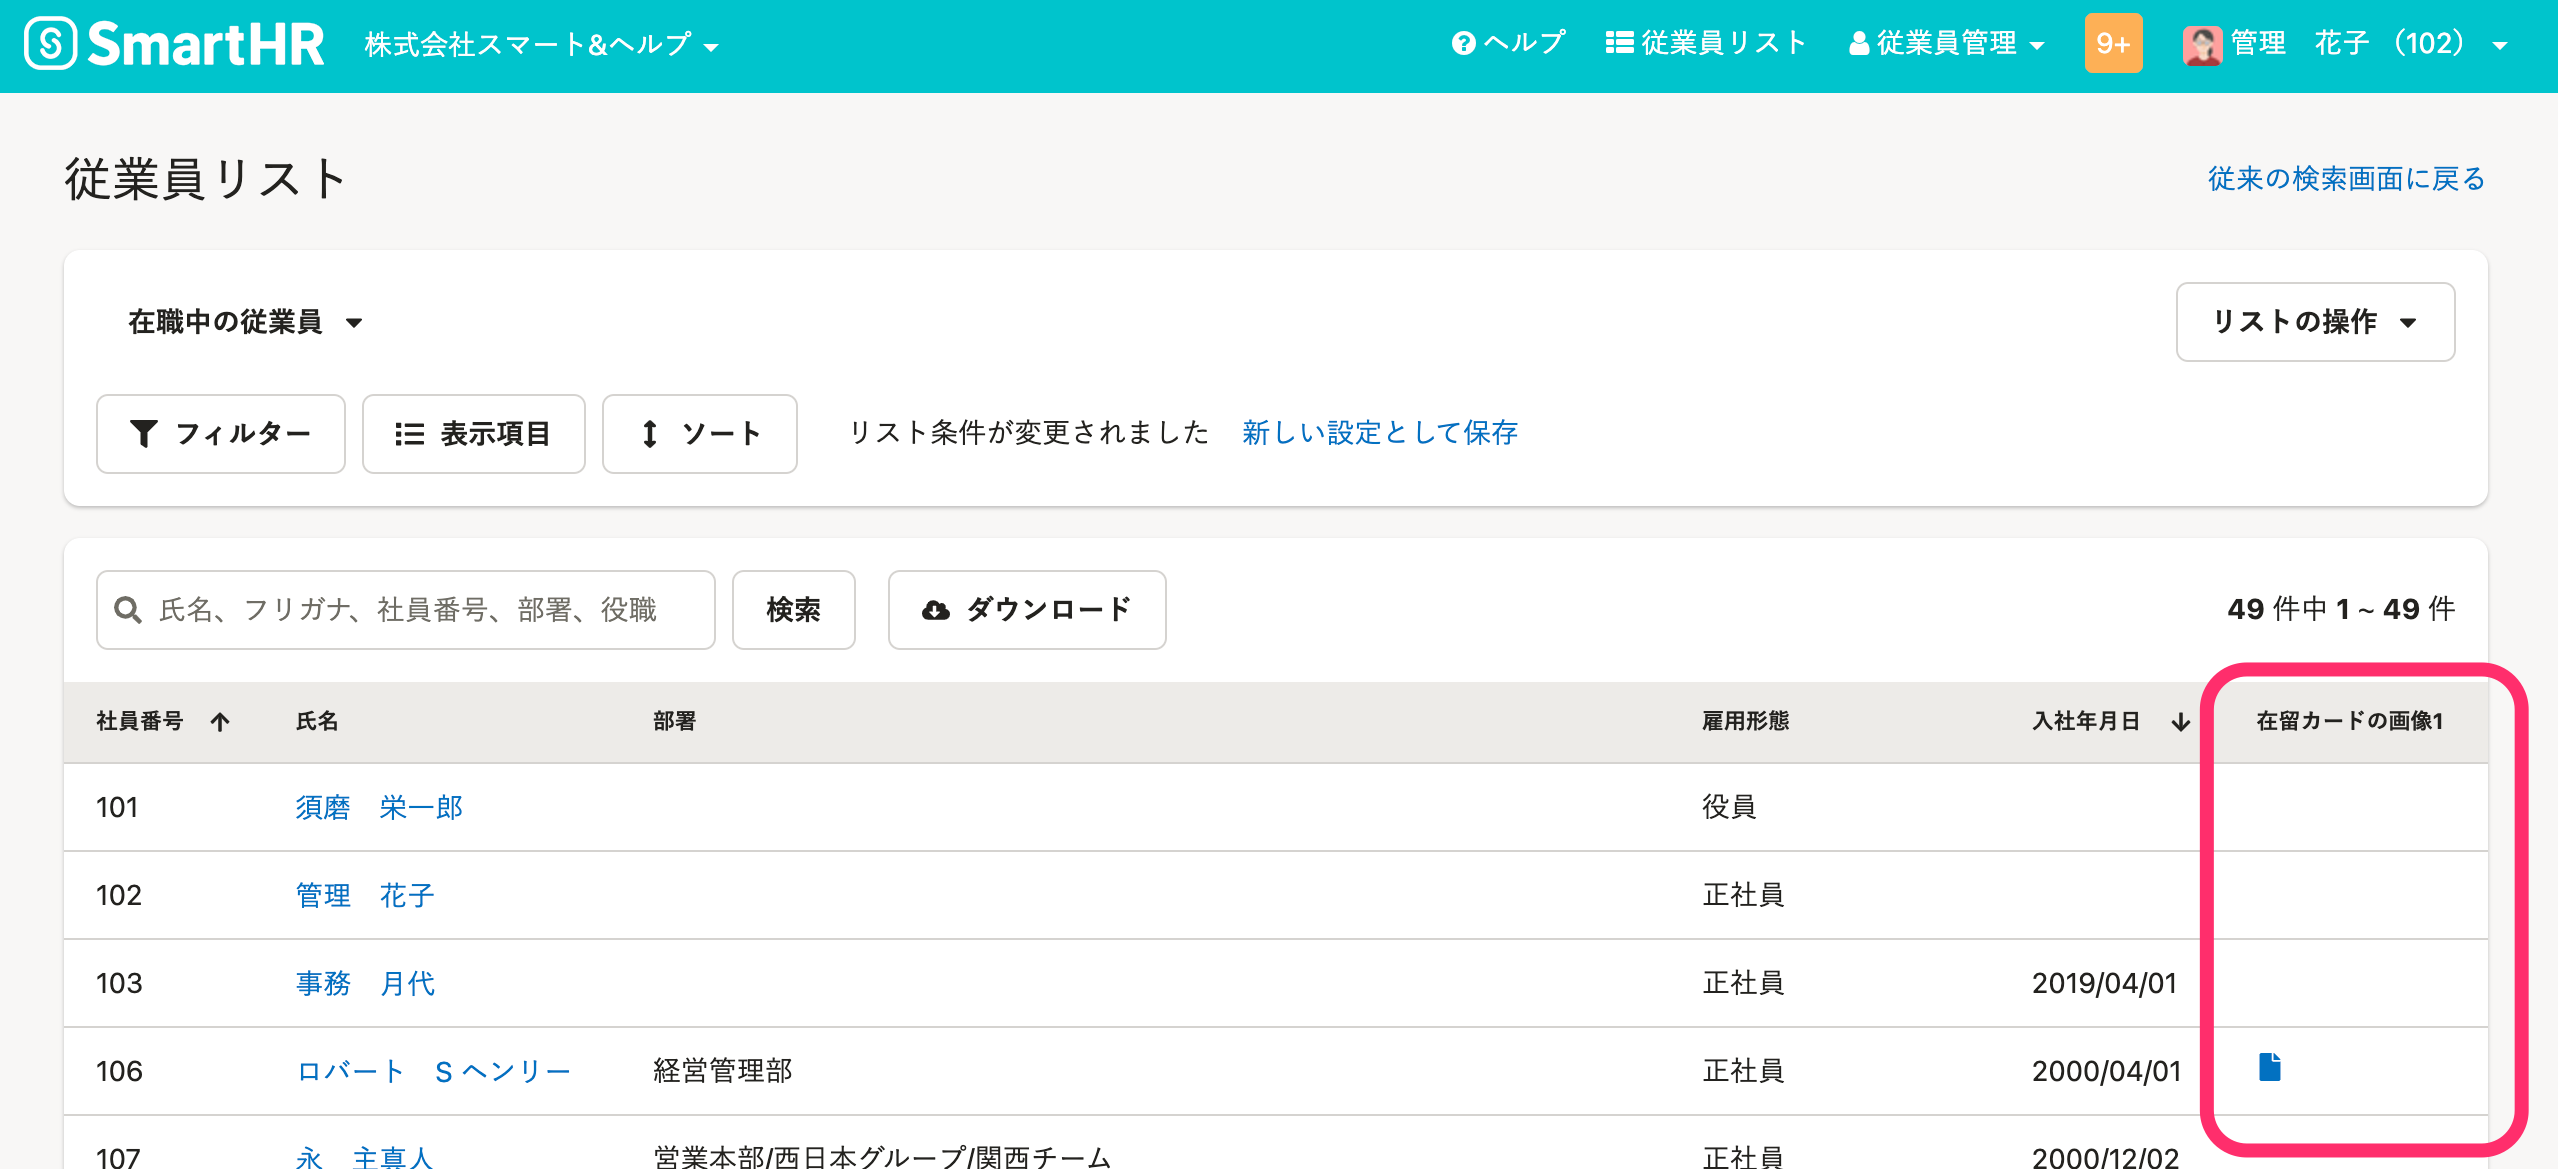 SmartHR 株式会社スマート&ヘルプ ヘルプ 従業員リスト 従業員管理 9+ 管理　花子 （102）
従業員リスト 従来の検索画面に戻る
在職中の従業員 リストの操作
フィルター 表示項目 ソート リスト条件が変更されました 新しい設定として保存
氏名、フリガナ、社員番号、部署、役職 検索 ダウンロード 49 件中 1 ~ 49 件
社員番号 氏名 部署 雇用形態 入社年月日 在留カードの画像1
101 須磨　栄一郎 役員
102 管理　花子 正社員
103 事務　月代 正社員 2019/04/01
106 ロバート　S ヘンリー 経営管理部 正社員 2000/04/01
107 永　主真人 営業本部/西日本グループ/関西チーム 正社員 2000/12/02